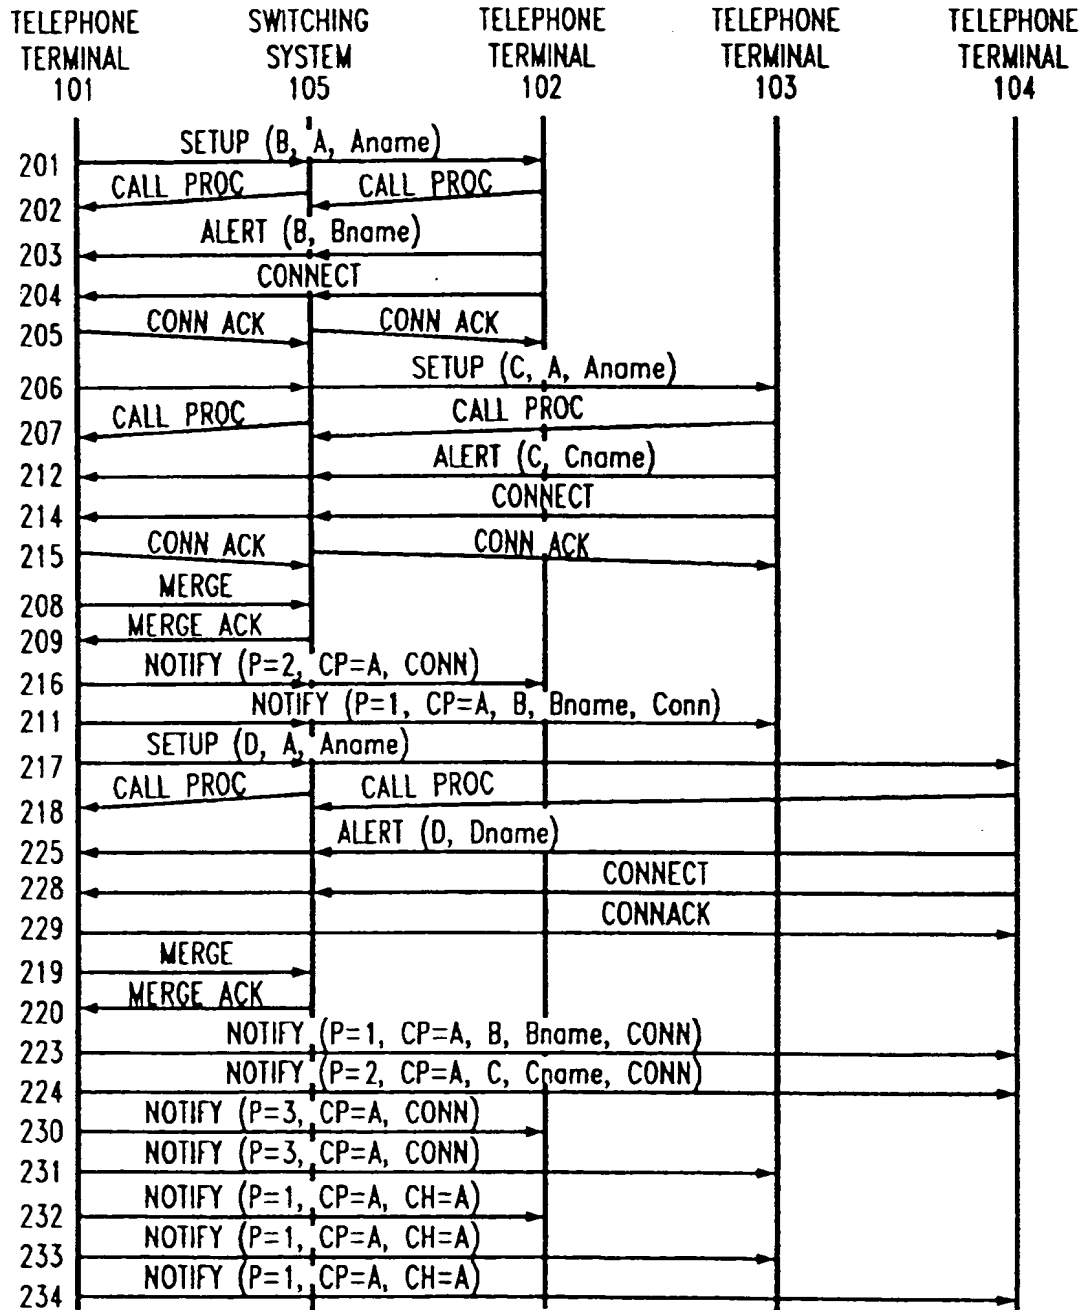 TELEPHONE SWITCHING TELEPHONE TELEPHONE TELEPHONE
TERMINAL SYSTEM TERMINAL TERMINAL TERMINAL
101 105 102 103 104
SETUP (B, A, Aname)
201
CALL PROC CALL PROC
202
ALERT (B, Bname)
203
CONNECT
204
CONN ACK CONN ACK
205
SETUP (C, A, Aname)
206
CALL PROC CALL PROC
207
ALERT (C, Cname)
212
CONNECT
214
CONN ACK CONN ACK
215
MERGE
208
MERGE ACK
209
NOTIFY (P=2, CP=A, CONN)
216
NOTIFY (P=1, CP=A, B, Bname, Conn)
211
SETUP (D, A, Aname)
217
CALL PROC CALL PROC
218
ALERT (D, Dname)
225
CONNECT
228
CONNACK
229
MERGE
219
MERGE ACK
220
NOTIFY (P=1, CP=A, B, Bname, CONN)
223
NOTIFY (P=2, CP=A, C, Cname, CONN)
224
NOTIFY (P=3, CP=A, CONN)
230
NOTIFY (P=3, CP=A, CONN)
231
NOTIFY (P=1, CP=A, CH=A)
232
NOTIFY (P=1, CP=A, CH=A)
233
NOTIFY (P=1, CP=A, CH=A)
234